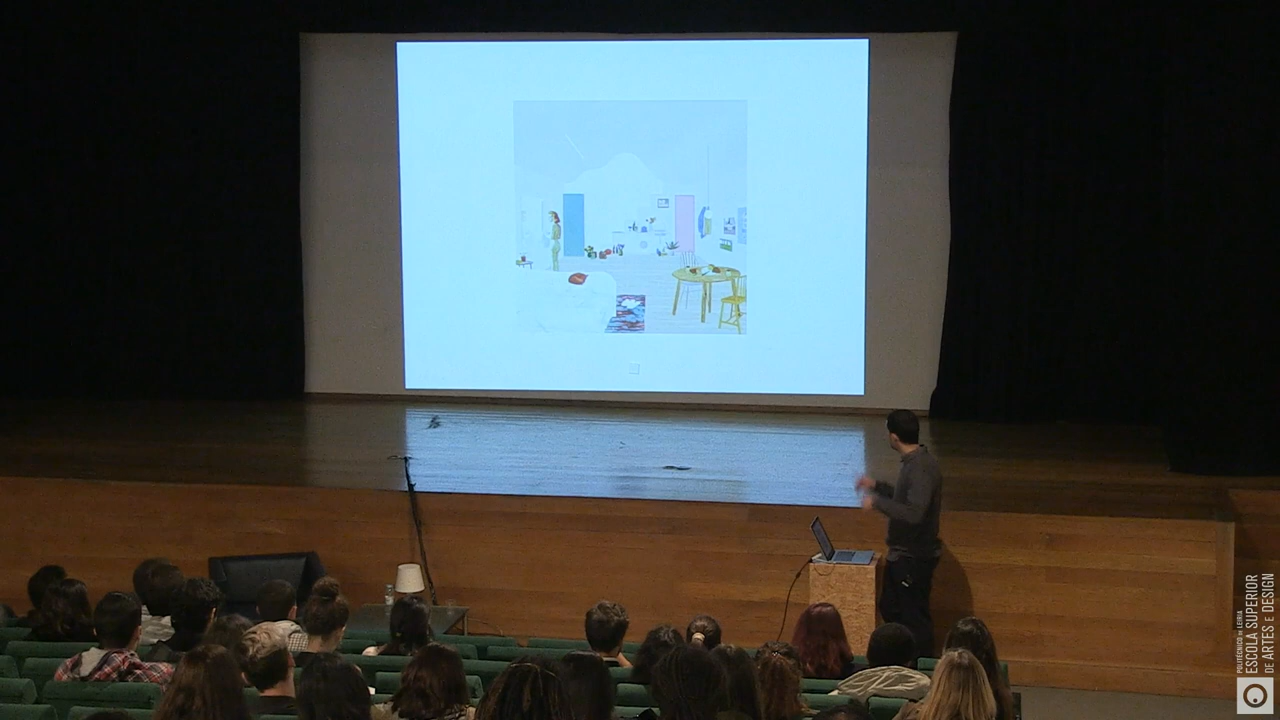 POLITÉCNICO DE LEIRIA
ESCOLA SUPERIOR
DE ARTES E DESIGN